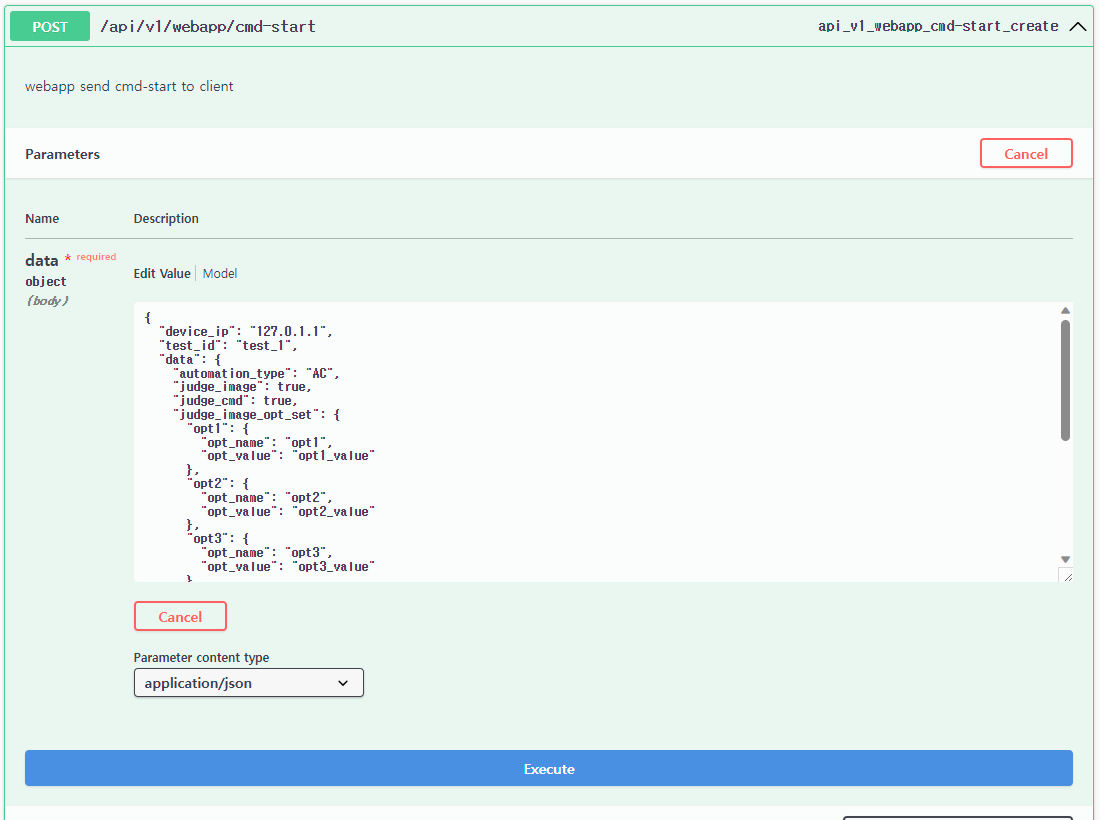 POST /api/v1/webapp/cmd-start api_v1_webapp_cmd-start_create
webapp send cmd-start to client
Parameters Cancel
Name Description
data * required
object
(body)
Edit Value Model
{
  "device_ip": "127.0.1.1",
  "test_id": "test_1",
  "data": {
    "automation_type": "AC",
    "judge_image": true,
    "judge_cmd": true,
    "judge_image_opt_set": {
      "opt1": {
        "opt_name": "opt1",
        "opt_value": "opt1_value"
      },
      "opt2": {
        "opt_name": "opt2",
        "opt_value": "opt2_value"
      },
      "opt3": {
        "opt_name": "opt3",
        "opt_value": "opt3_value"
      }
Cancel
Parameter content type
application/json
Execute